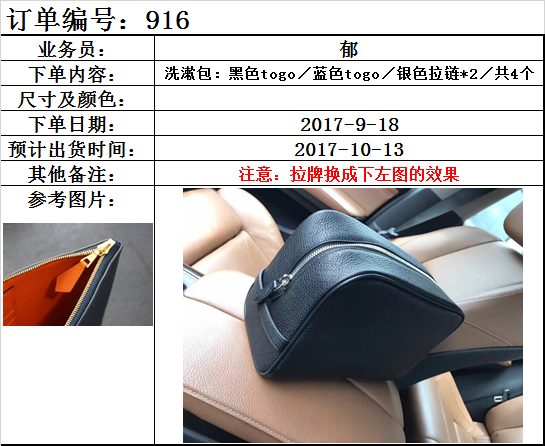 订单编号：916
业务员： 郁
下单内容： 洗漱包：黑色togo／蓝色togo／银色拉链*2／共4个
尺寸及颜色：
下单日期： 2017-9-18
预计出货时间： 2017-10-13
其他备注： 注意：拉牌换成下左图的效果
参考图片：